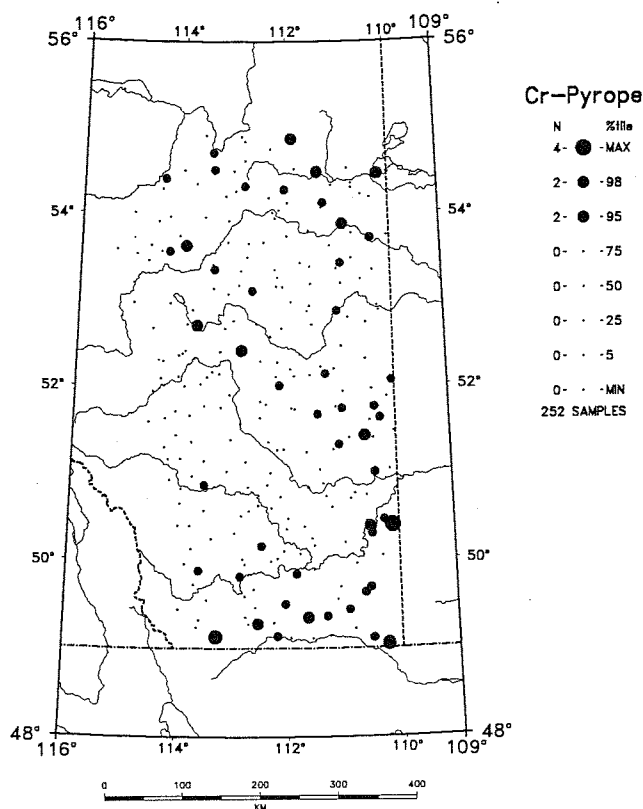 116° 114° 112° 110° 109°
56° 56°
54° 54°
52° 52°
50° 50°
48° 48°
116° 114° 112° 110° 109°
Cr-Pyrope
N %tile
4- -MAX
2- -98
2- -95
0- -75
0- -50
0- -25
0- -5
0- -MIN
252 SAMPLES
0 100 200 300 400
KM